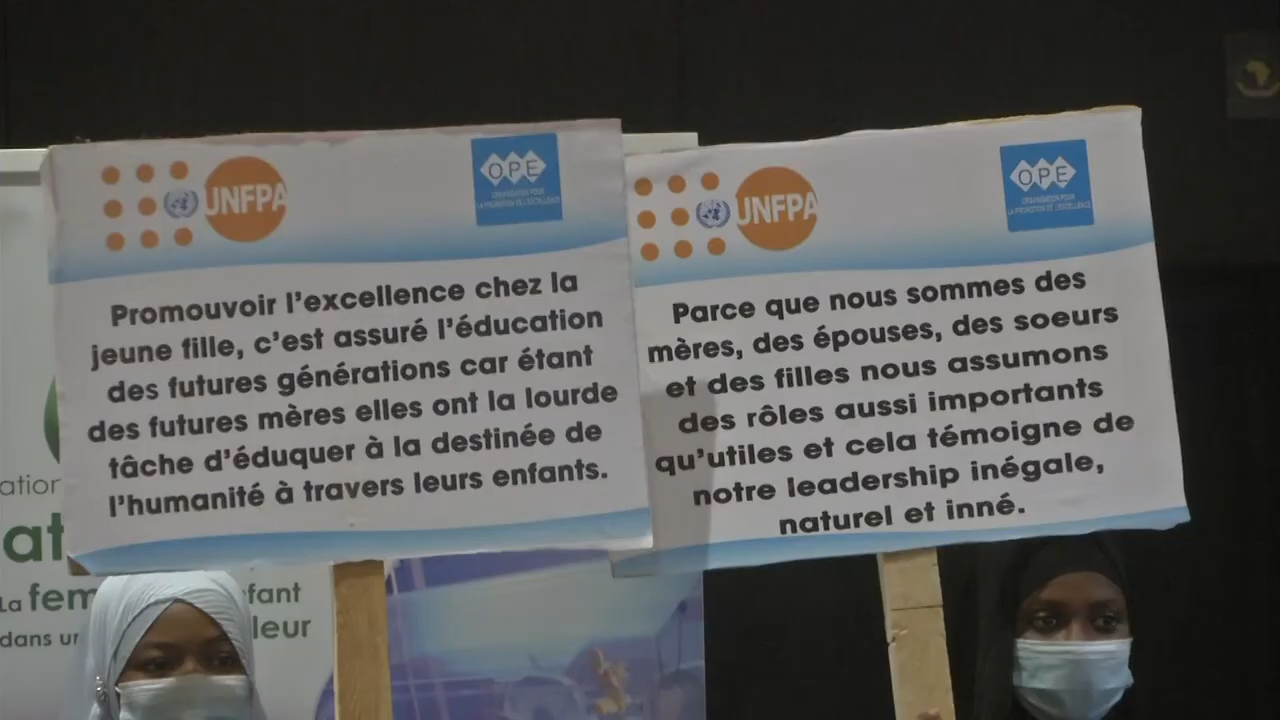 UNFPA
OPE
ORGANISATION POUR
LA PROMOTION DE L'EXCELLENCE
Promouvoir l'excellence chez la
jeune fille, c'est assuré l'éducation
des futures générations car étant
des futures mères elles ont la lourde
tâche d'éduquer à la destinée de
l'humanité à travers leurs enfants.
UNFPA
OPE
ORGANISATION POUR
LA PROMOTION DE L'EXCELLENCE
Parce que nous sommes des
mères, des épouses, des soeurs
et des filles nous assumons
des rôles aussi importants
qu'utiles et cela témoigne de
notre leadership inégale,
naturel et inné.
ation
at
La fem fant
dans un leur